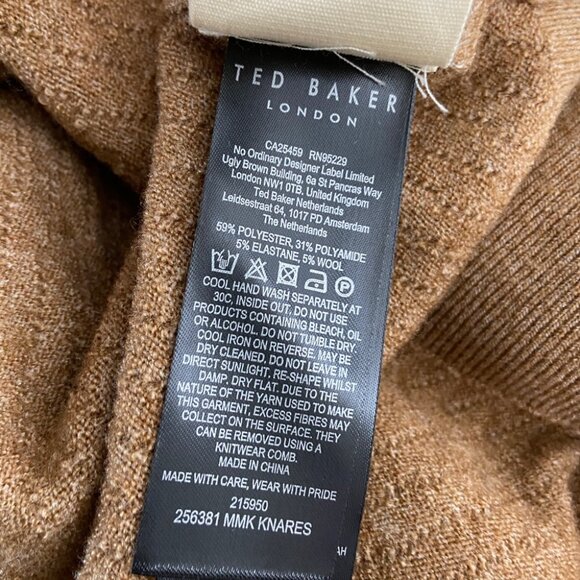 TED BAKER
LONDON
CA25459 RN95229
No Ordinary Designer Label Limited
Ugly Brown Building, 6a St Pancras Way
London NW1 0TB, United Kingdom
Ted Baker Netherlands
Leidsestraat 64, 1017 PD Amsterdam
The Netherlands
59% POLYESTER, 31% POLYAMIDE
5% ELASTANE, 5% WOOL
P
COOL HAND WASH SEPARATELY AT
30C, INSIDE OUT. DO NOT USE
PRODUCTS CONTAINING BLEACH, OIL
OR ALCOHOL. DO NOT TUMBLE DRY.
COOL IRON ON REVERSE. MAY BE
DRY CLEANED. DO NOT LEAVE IN
DIRECT SUNLIGHT. RE-SHAPE WHILST
DAMP. DRY FLAT. DUE TO THE
NATURE OF THE YARN USED TO MAKE
THIS GARMENT, EXCESS FIBRES MAY
COLLECT ON THE SURFACE. THEY
CAN BE REMOVED USING A
KNITWEAR COMB.
MADE IN CHINA
MADE WITH CARE, WEAR WITH PRIDE
215950
256381 MMK KNARES
AH